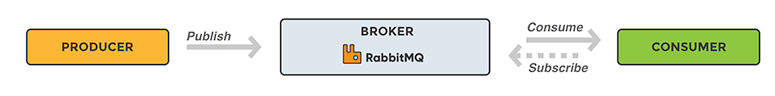 PRODUCER
Publish
BROKER
RabbitMQ
Consume
Subscribe
CONSUMER